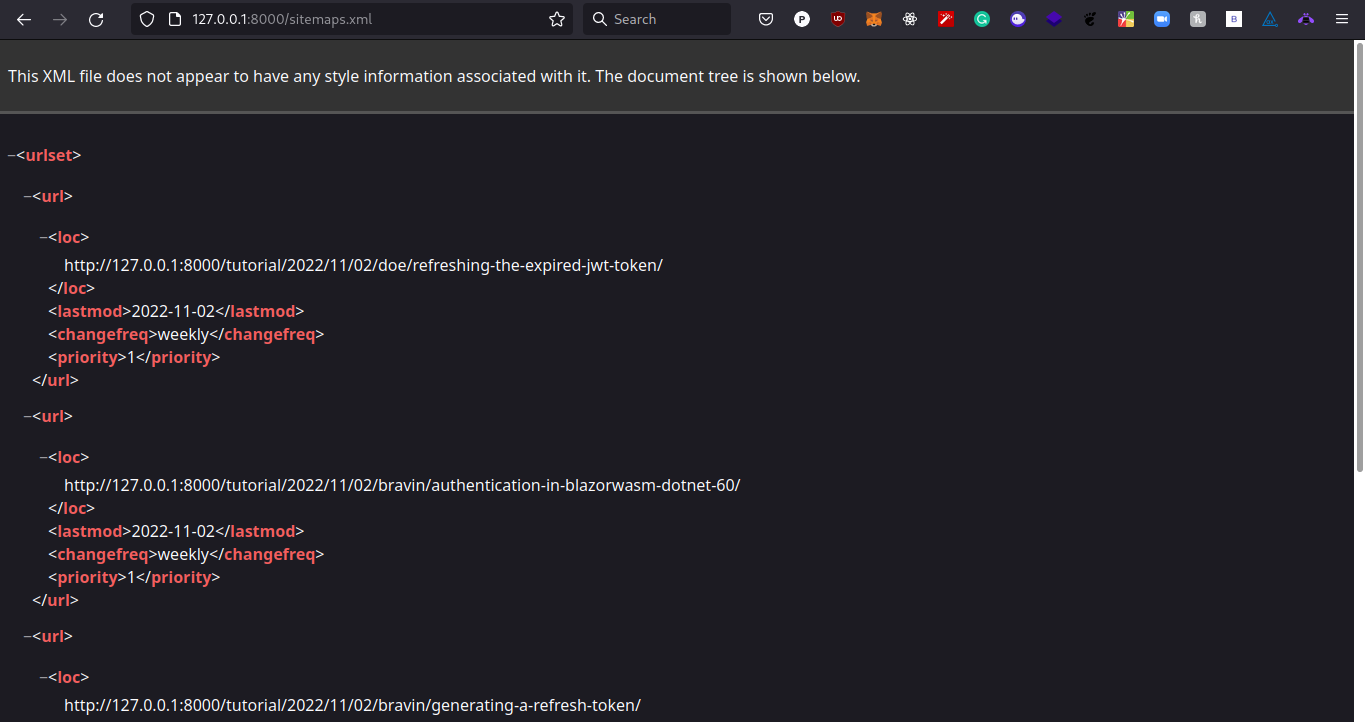 127.0.0.1:8000/sitemaps.xml
Search
This XML file does not appear to have any style information associated with it. The document tree is shown below.
−<urlset>
−<url>
−<loc>
http://127.0.0.1:8000/tutorial/2022/11/02/doe/refreshing-the-expired-jwt-token/
</loc>
<lastmod>2022-11-02</lastmod>
<changefreq>weekly</changefreq>
<priority>1</priority>
</url>
−<url>
−<loc>
http://127.0.0.1:8000/tutorial/2022/11/02/bravin/authentication-in-blazorwasm-dotnet-60/
</loc>
<lastmod>2022-11-02</lastmod>
<changefreq>weekly</changefreq>
<priority>1</priority>
</url>
−<url>
−<loc>
http://127.0.0.1:8000/tutorial/2022/11/02/bravin/generating-a-refresh-token/